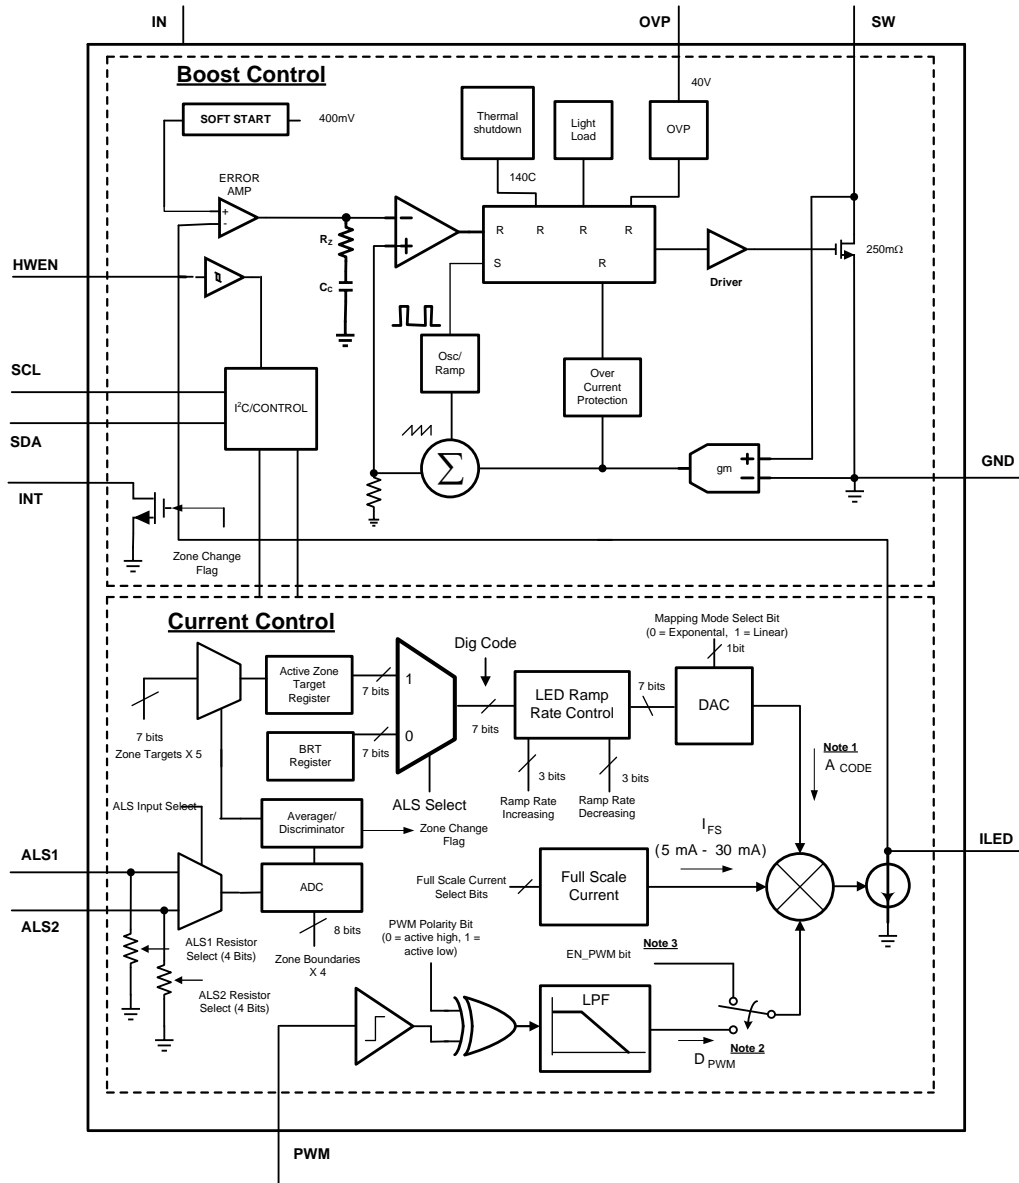 IN
OVP
SW
Boost Control
40V
SOFT START
400mV
Thermal
shutdown
Light
Load
OVP
140C
ERROR
AMP
+
-
−
+
R
R
R
R
S
R
RZ
CC
Driver
250mΩ
HWEN
Osc/
Ramp
Over
Current
Protection
SCL
I2C/CONTROL
SDA
Σ
gm
+
−
GND
INT
Zone Change
Flag
Current Control
Mapping Mode Select Bit
(0 = Exponental, 1 = Linear)
1bit
Dig Code
Active Zone
Target
Register
7 bits
1
7 bits
LED Ramp
Rate Control
7 bits
DAC
7 bits
Zone Targets X 5
BRT
Register
7 bits
0
3 bits
3 bits
Note 1
A CODE
ALS Input Select
Averager/
Discriminator
ALS Select
Ramp Rate
Increasing
Ramp Rate
Decreasing
Zone Change
Flag
IFS
(5 mA - 30 mA)
ILED
ALS1
ADC
Full Scale Current
Select Bits
Full Scale
Current
ALS2
8 bits
PWM Polarity Bit
(0 = active high, 1 =
active low)
ALS1 Resistor
Select (4 Bits)
Zone Boundaries
X 4
Note 3
EN_PWM bit
ALS2 Resistor
Select (4 Bits)
LPF
Note 2
D PWM
PWM